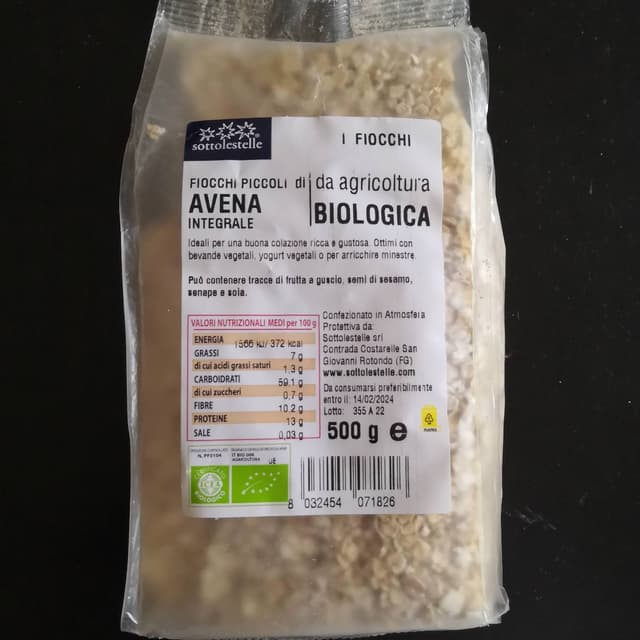 sottolestelle
I FIOCCHI
FIOCCHI PICCOLI di
AVENA
INTEGRALE
da agricoltura
BIOLOGICA
Ideali per una buona colazione ricca e gustosa. Ottimi con
bevande vegetali, yogurt vegetali o per arricchire minestre.
Può contenere tracce di frutta a guscio, semi di sesamo,
senape e soia.
VALORI NUTRIZIONALI MEDI per 100 g
ENERGIA 1566 kJ/ 372 kcal
GRASSI 7 g
di cui acidi grassi saturi 1,3 g
CARBOIDRATI 59,1 g
di cui zuccheri 0,7 g
FIBRE 10,2 g
PROTEINE 13 g
SALE 0,03 g
Confezionato in Atmosfera
Protettiva da:
Sottolestelle srl
Contrada Costarelle San
Giovanni Rotondo (FG)
www.sottolestelle.com
Da consumarsi preferibilmente
entro il: 14/02/2024
Lotto: 355 A 22
500 g e
IT BIO 006
AGRICOLTURA UE
8 032454 071826